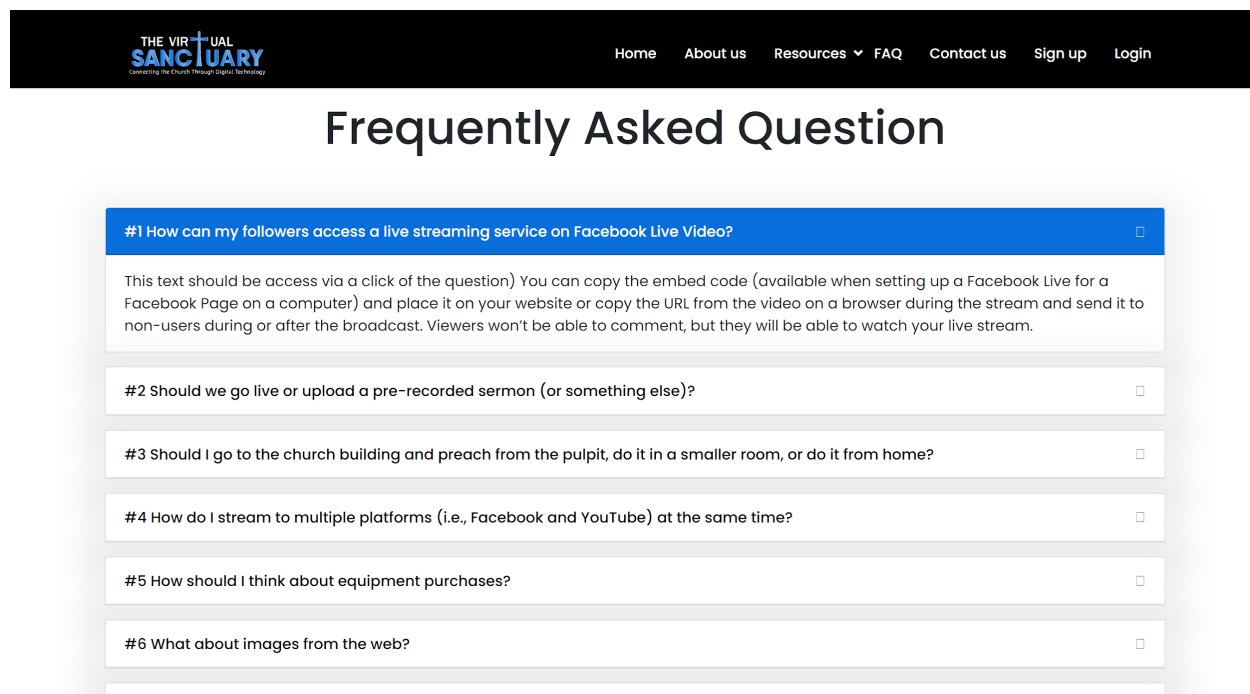 THE VIRTUAL
SANCTUARY
Connecting the Church Through Digital Technology
Home About us Resources FAQ Contact us Sign up Login
Frequently Asked Question
#1 How can my followers access a live streaming service on Facebook Live Video?
This text should be access via a click of the question) You can copy the embed code (available when setting up a Facebook Live for a
Facebook Page on a computer) and place it on your website or copy the URL from the video on a browser during the stream and send it to
non-users during or after the broadcast. Viewers won’t be able to comment, but they will be able to watch your live stream.
#2 Should we go live or upload a pre-recorded sermon (or something else)?
#3 Should I go to the church building and preach from the pulpit, do it in a smaller room, or do it from home?
#4 How do I stream to multiple platforms (i.e., Facebook and YouTube) at the same time?
#5 How should I think about equipment purchases?
#6 What about images from the web?